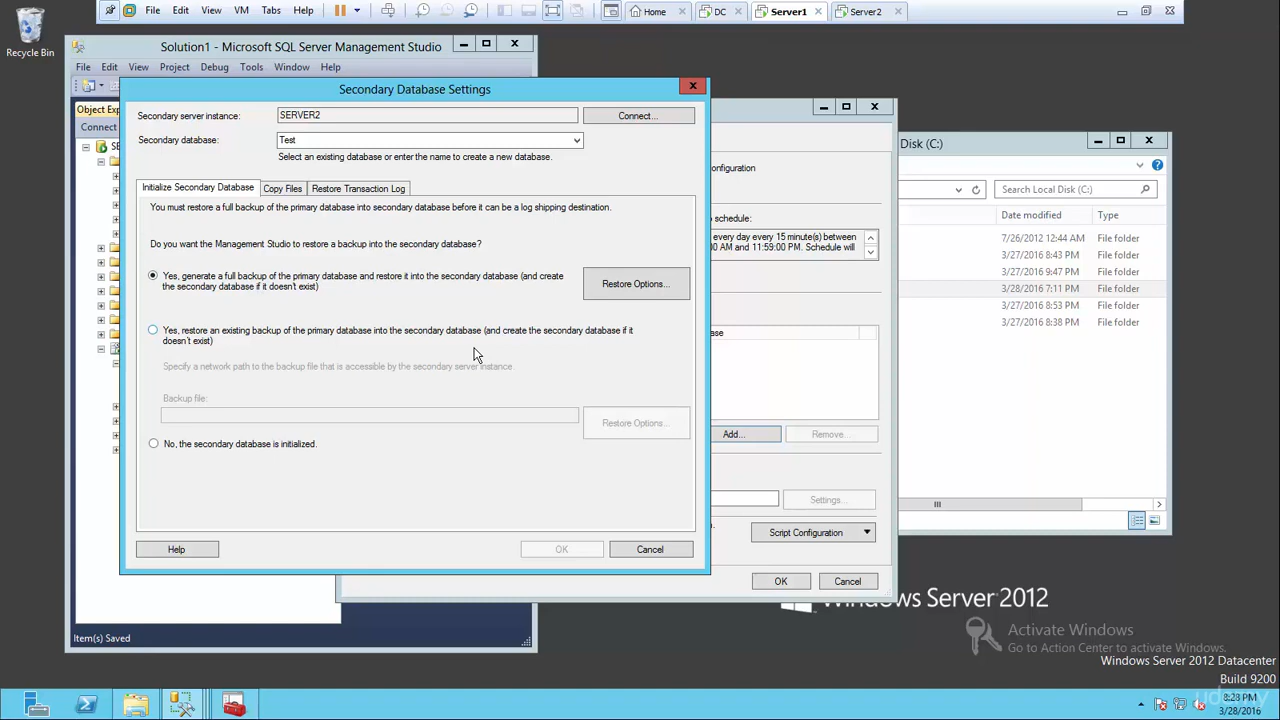 File Edit View VM Tabs Help
Home
DC
Server1
Server2
Recycle Bin
Solution1 - Microsoft SQL Server Management Studio
File Edit View Project Debug Tools Window Help
Object Exp
Connect
SE
Secondary Database Settings
Secondary server instance:
SERVER2
Connect...
Secondary database:
Test
Select an existing database or enter the name to create a new database.
Initialize Secondary Database
Copy Files
Restore Transaction Log
You must restore a full backup of the primary database into secondary database before it can be a log shipping destination.
Do you want the Management Studio to restore a backup into the secondary database?
Yes, generate a full backup of the primary database and restore it into the secondary database (and create
the secondary database if it doesn't exist)
Restore Options...
Yes, restore an existing backup of the primary database into the secondary database (and create the secondary database if it
doesn't exist)
Specify a network path to the backup file that is accessible by the secondary server instance.
Backup file:
Restore Options...
No, the secondary database is initialized.
Help
OK
Cancel
onfiguration
schedule:
every day every 15 minute(s) between
00 AM and 11:59:00 PM. Schedule will
ase
Add...
Remove...
Settings...
Script Configuration
OK
Cancel
Disk (C:)
Search Local Disk (C:)
Date modified
Type
7/26/2012 12:44 AM File folder
3/27/2016 8:43 PM File folder
3/27/2016 9:47 PM File folder
3/28/2016 7:11 PM File folder
3/27/2016 8:53 PM File folder
3/27/2016 8:38 PM File folder
Item(s) Saved
Windows Server 2012
Activate Windows
Go to Action Center to activate Windows.
Windows Server 2012 Datacenter
Build 9200
udemy
8:28 PM
3/28/2016